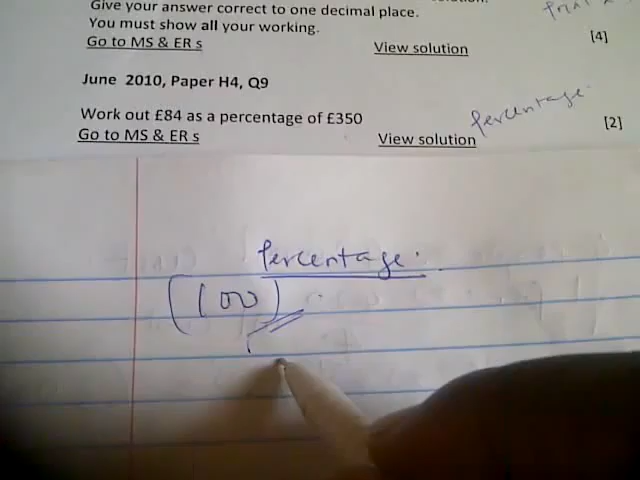 Give your answer correct to one decimal place.
You must show all your working.
Go to MS & ER s View solution [4]
June 2010, Paper H4, Q9
Work out £84 as a percentage of £350 percentage.
Go to MS & ER s View solution [2]
percentage.
(100)